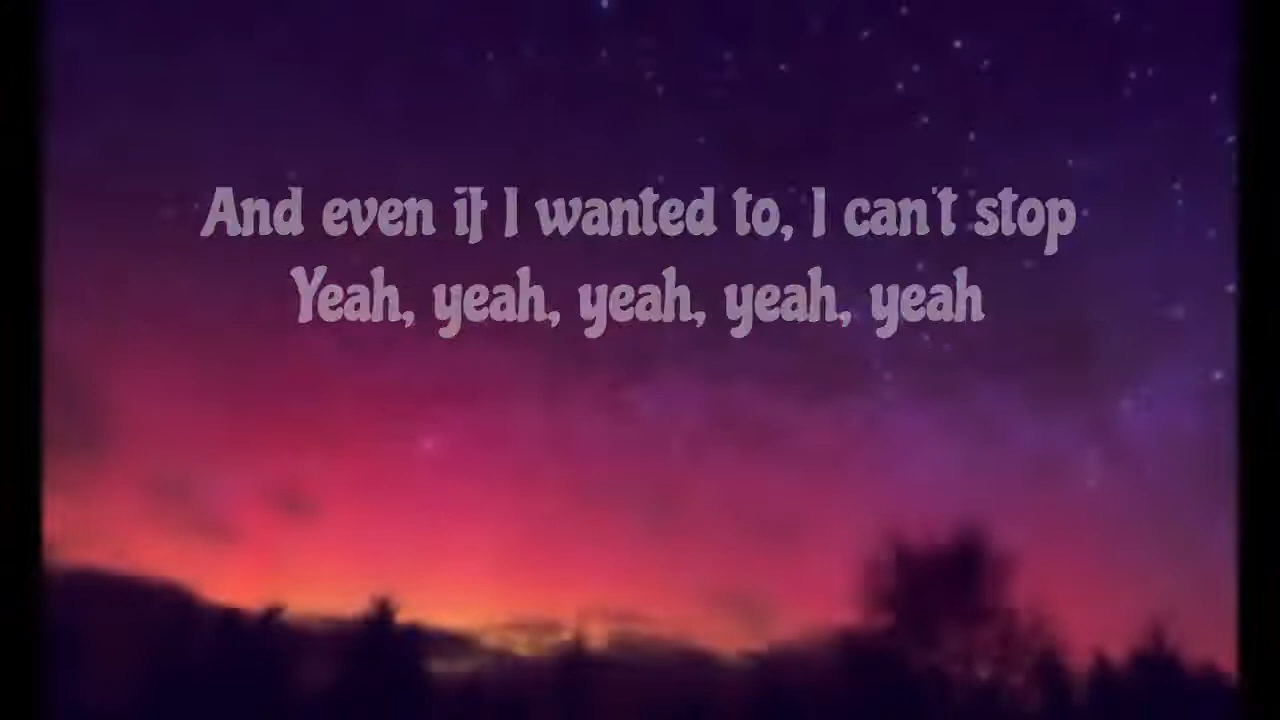 And even if I wanted to, I can't stop
Yeah, yeah, yeah, yeah, yeah